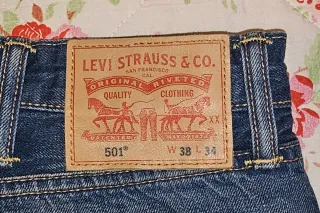 LEVI STRAUSS & CO.
SAN FRANCISCO
CAL.
ORIGINAL RIVETED
QUALITY CLOTHING
XX
501® W 38 L 34